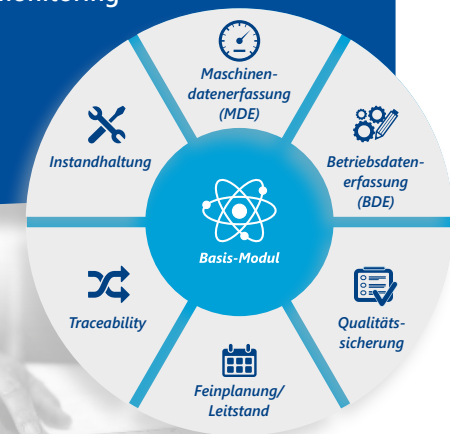 Maschinen-
datenerfassung
(MDE)
Betriebsdaten-
erfassung
(BDE)
Qualitäts-
sicherung
Feinplanung/
Leitstand
Traceability
Instandhaltung
Basis-Modul